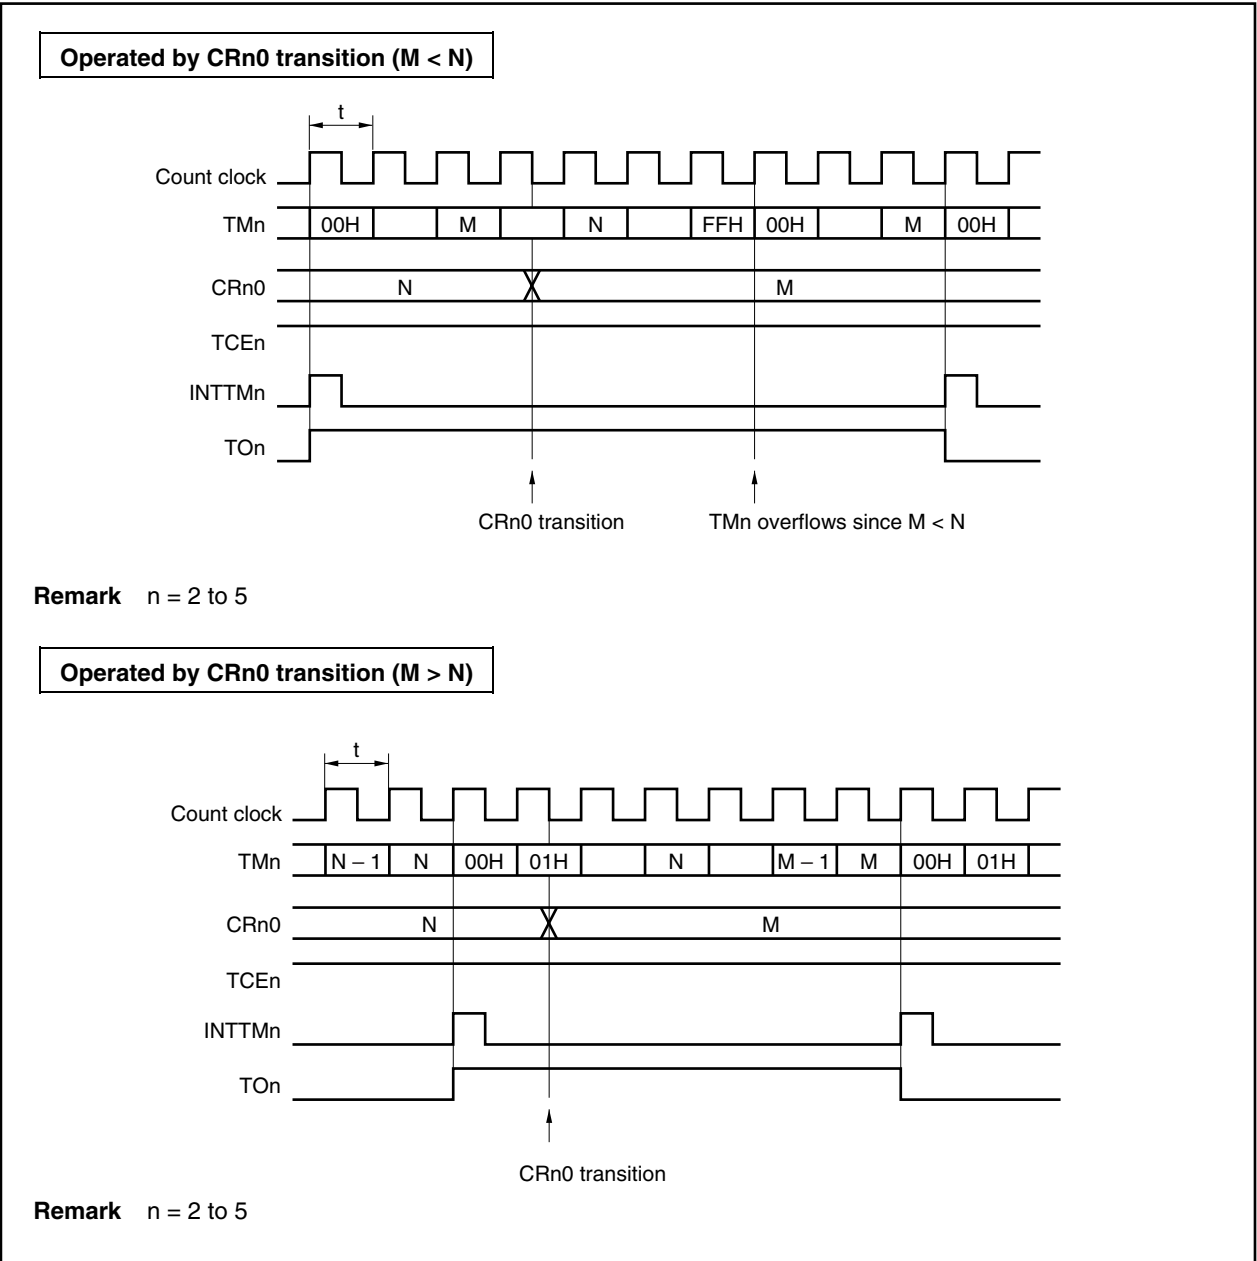 Operated by CRn0 transition (M < N)
t
Count clock
TMn 00H M N FFH 00H M 00H
CRn0 N M
TCEn
INTTMn
TOn
CRn0 transition TMn overflows since M < N
Remark n = 2 to 5
Operated by CRn0 transition (M > N)
t
Count clock
TMn N – 1 N 00H 01H N M – 1 M 00H 01H
CRn0 N M
TCEn
INTTMn
TOn
CRn0 transition
Remark n = 2 to 5